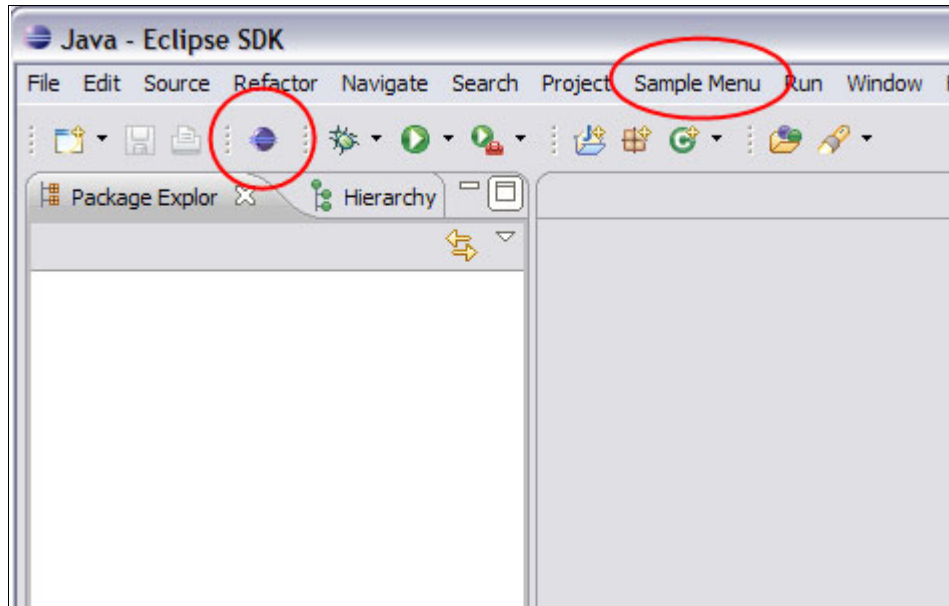 Java - Eclipse SDK
File Edit Source Refactor Navigate Search Project Sample Menu Run Window
Package Explor Hierarchy